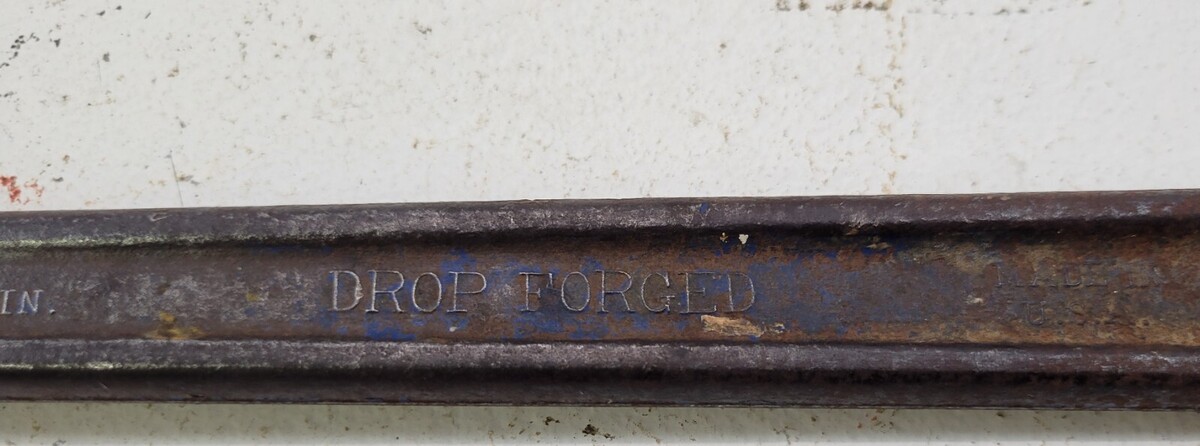 IN.
DROP FORGED
MADE IN